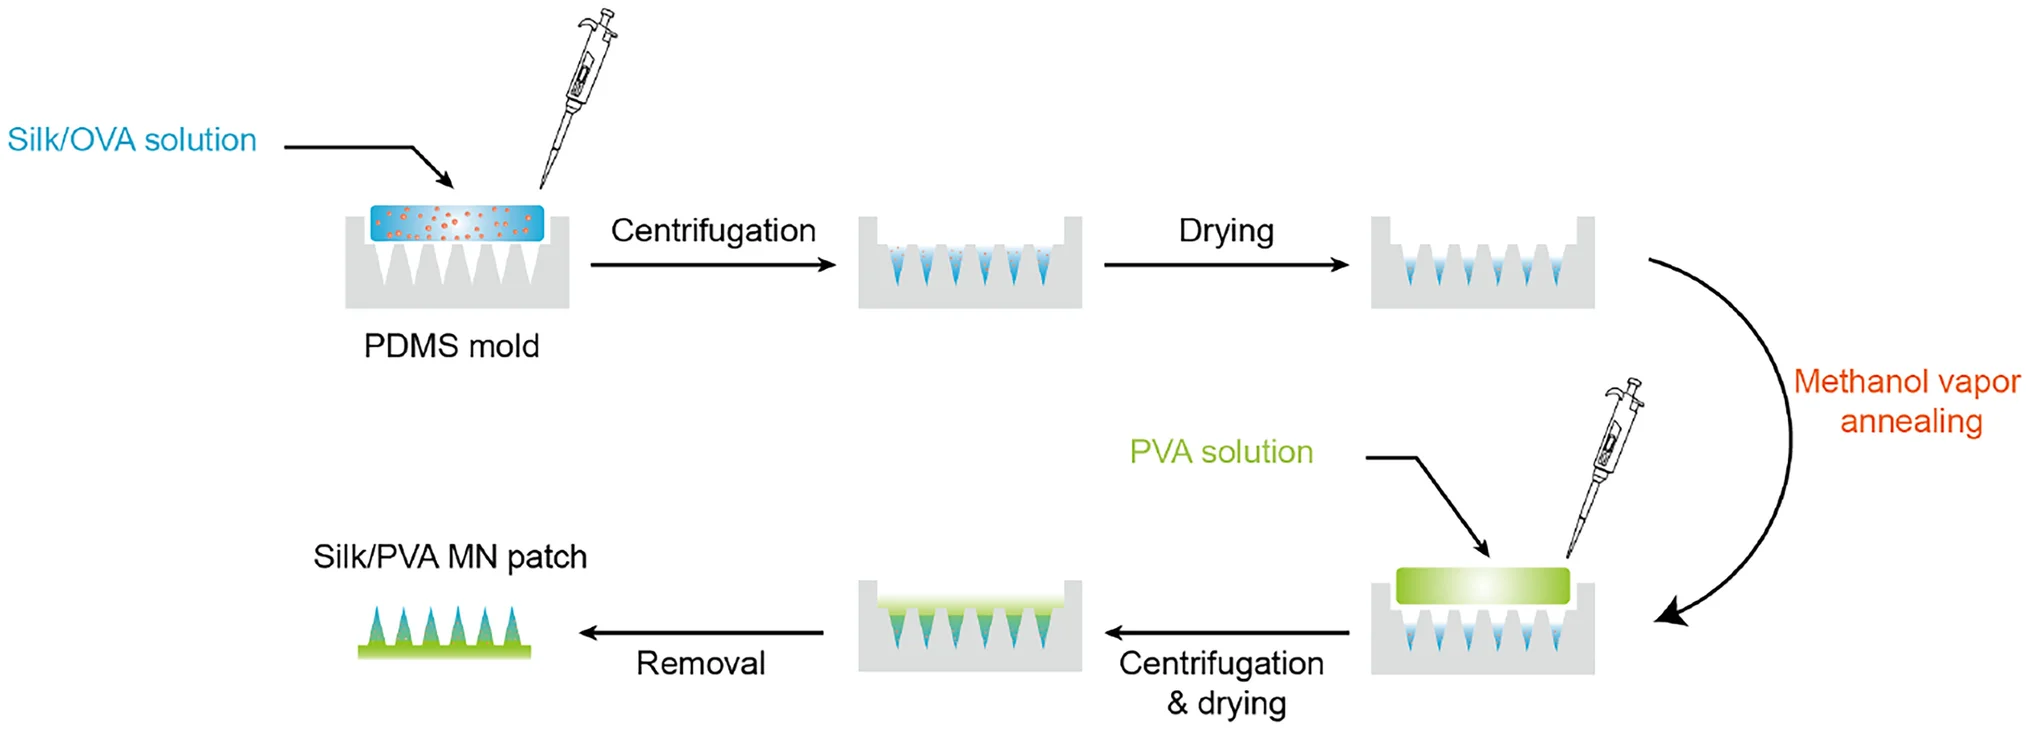 Silk/OVA solution
PDMS mold
Centrifugation
Drying
Methanol vapor
annealing
PVA solution
Centrifugation
& drying
Removal
Silk/PVA MN patch